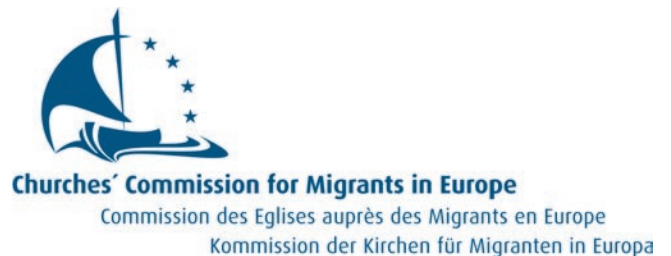 Churches´ Commission for Migrants in Europe
Commission des Eglises auprès des Migrants en Europe
Kommission der Kirchen für Migranten in Europa